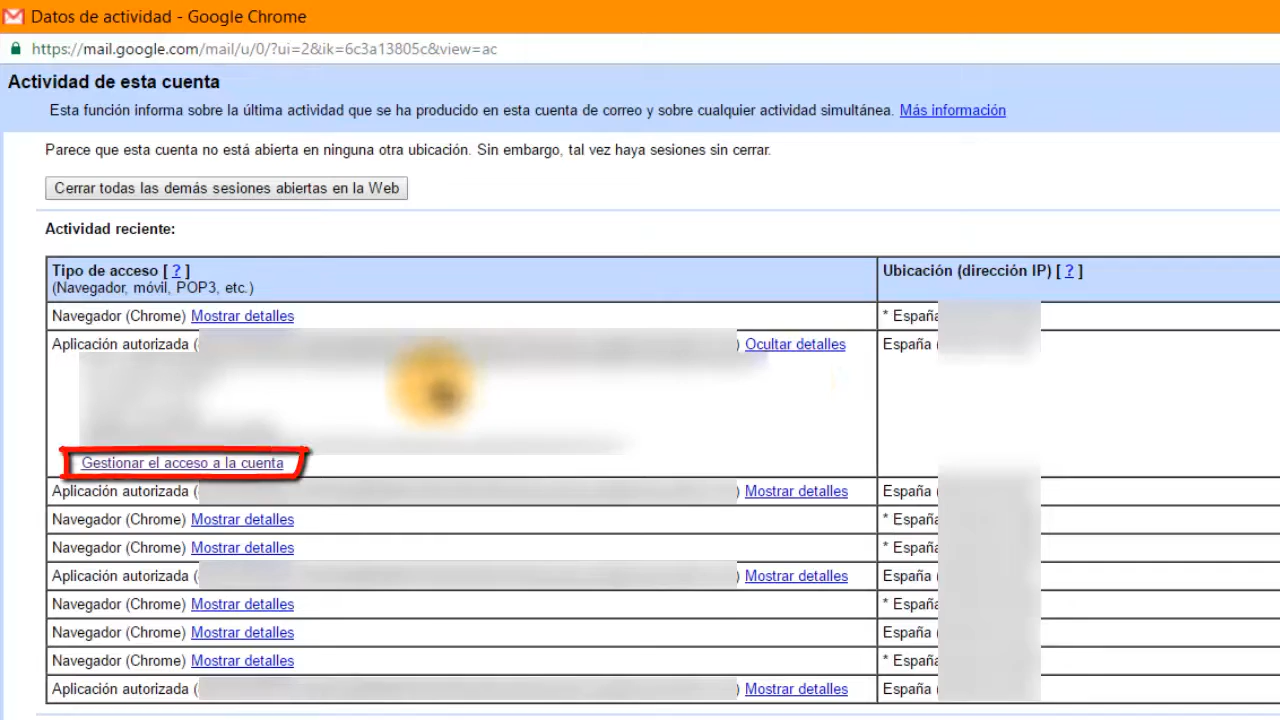 Datos de actividad - Google Chrome
https://mail.google.com/mail/u/0/?ui=2&ik=6c3a13805c&view=ac
Actividad de esta cuenta
Esta función informa sobre la última actividad que se ha producido en esta cuenta de correo y sobre cualquier actividad simultánea. Más información
Parece que esta cuenta no está abierta en ninguna otra ubicación. Sin embargo, tal vez haya sesiones sin cerrar.
Cerrar todas las demás sesiones abiertas en la Web
Actividad reciente:
Tipo de acceso [ ? ] Ubicación (dirección IP) [ ? ]
(Navegador, móvil, POP3, etc.)
Navegador (Chrome) Mostrar detalles * España
Aplicación autorizada ( ) Ocultar detalles España (
Gestionar el acceso a la cuenta
Aplicación autorizada ( ) Mostrar detalles España (
Navegador (Chrome) Mostrar detalles * España
Navegador (Chrome) Mostrar detalles * España
Aplicación autorizada ( ) Mostrar detalles España (
Navegador (Chrome) Mostrar detalles * España
Navegador (Chrome) Mostrar detalles España (
Navegador (Chrome) Mostrar detalles * España
Aplicación autorizada ( ) Mostrar detalles España (